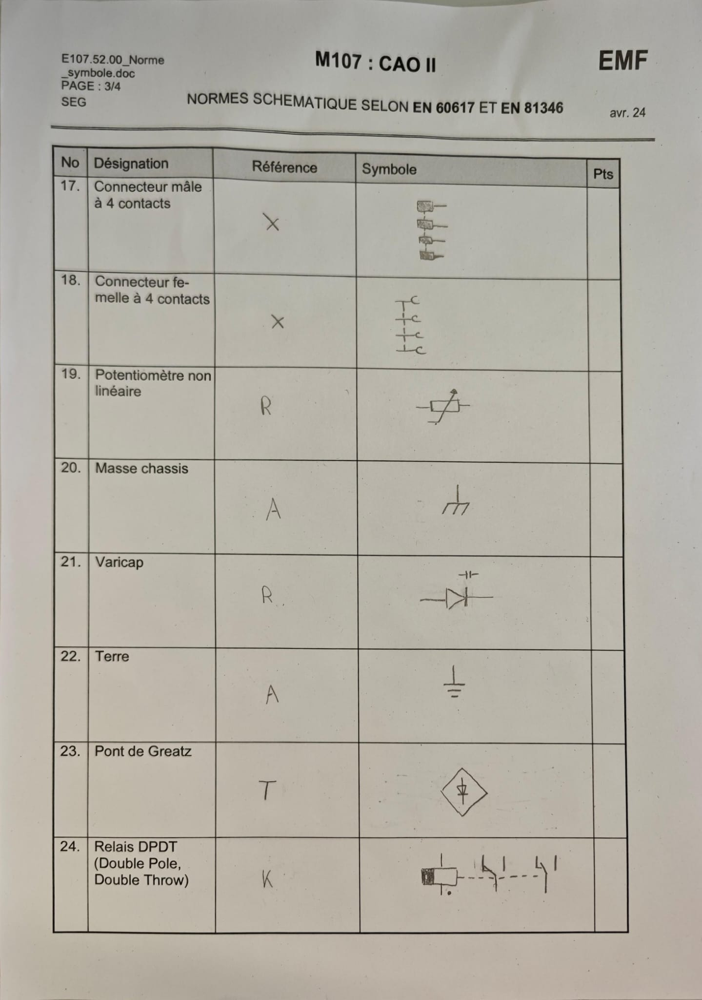 E107.52.00_Norme
_symbole.doc
PAGE : 3/4
SEG
M107 : CAO II
EMF
NORMES SCHEMATIQUE SELON EN 60617 ET EN 81346
avr. 24
No Désignation Référence Symbole Pts
17. Connecteur mâle
à 4 contacts
X
18. Connecteur fe-
melle à 4 contacts
X
19. Potentiomètre non
linéaire
R
20. Masse chassis
A
21. Varicap
R
22. Terre
A
23. Pont de Greatz
T
24. Relais DPDT
(Double Pole,
Double Throw)
K